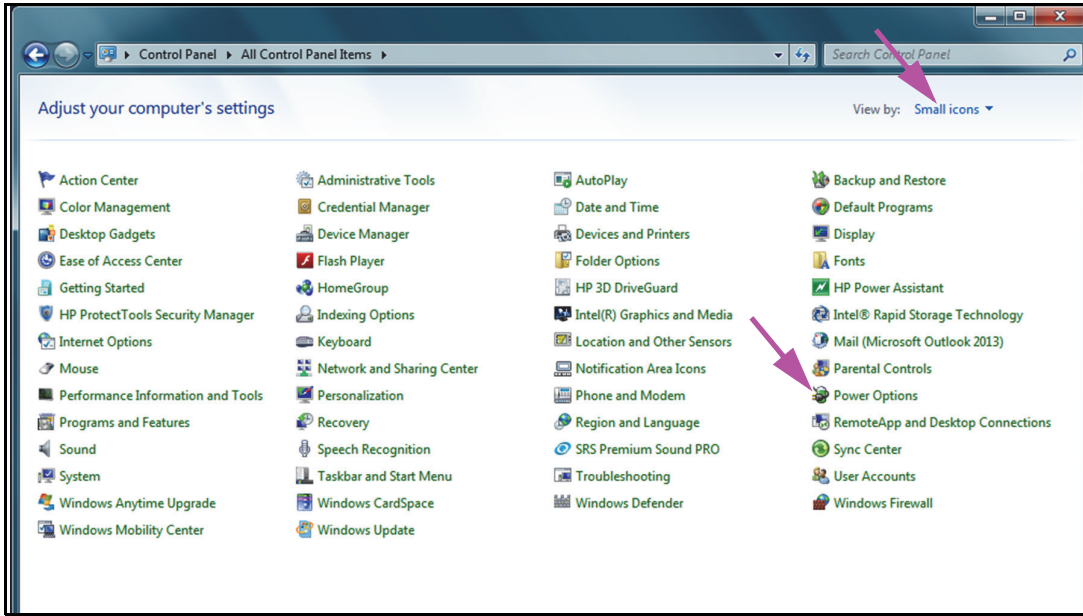 Control Panel All Control Panel Items Search Control Panel
Adjust your computer's settings View by: Small icons
Action Center Administrative Tools AutoPlay Backup and Restore
Color Management Credential Manager Date and Time Default Programs
Desktop Gadgets Device Manager Devices and Printers Display
Ease of Access Center Flash Player Folder Options Fonts
Getting Started HomeGroup HP 3D DriveGuard HP Power Assistant
HP ProtectTools Security Manager Indexing Options Intel(R) Graphics and Media Intel® Rapid Storage Technology
Internet Options Keyboard Location and Other Sensors Mail (Microsoft Outlook 2013)
Mouse Network and Sharing Center Notification Area Icons Parental Controls
Performance Information and Tools Personalization Phone and Modem Power Options
Programs and Features Recovery Region and Language RemoteApp and Desktop Connections
Sound Speech Recognition SRS Premium Sound PRO Sync Center
System Taskbar and Start Menu Troubleshooting User Accounts
Windows Anytime Upgrade Windows CardSpace Windows Defender Windows Firewall
Windows Mobility Center Windows Update